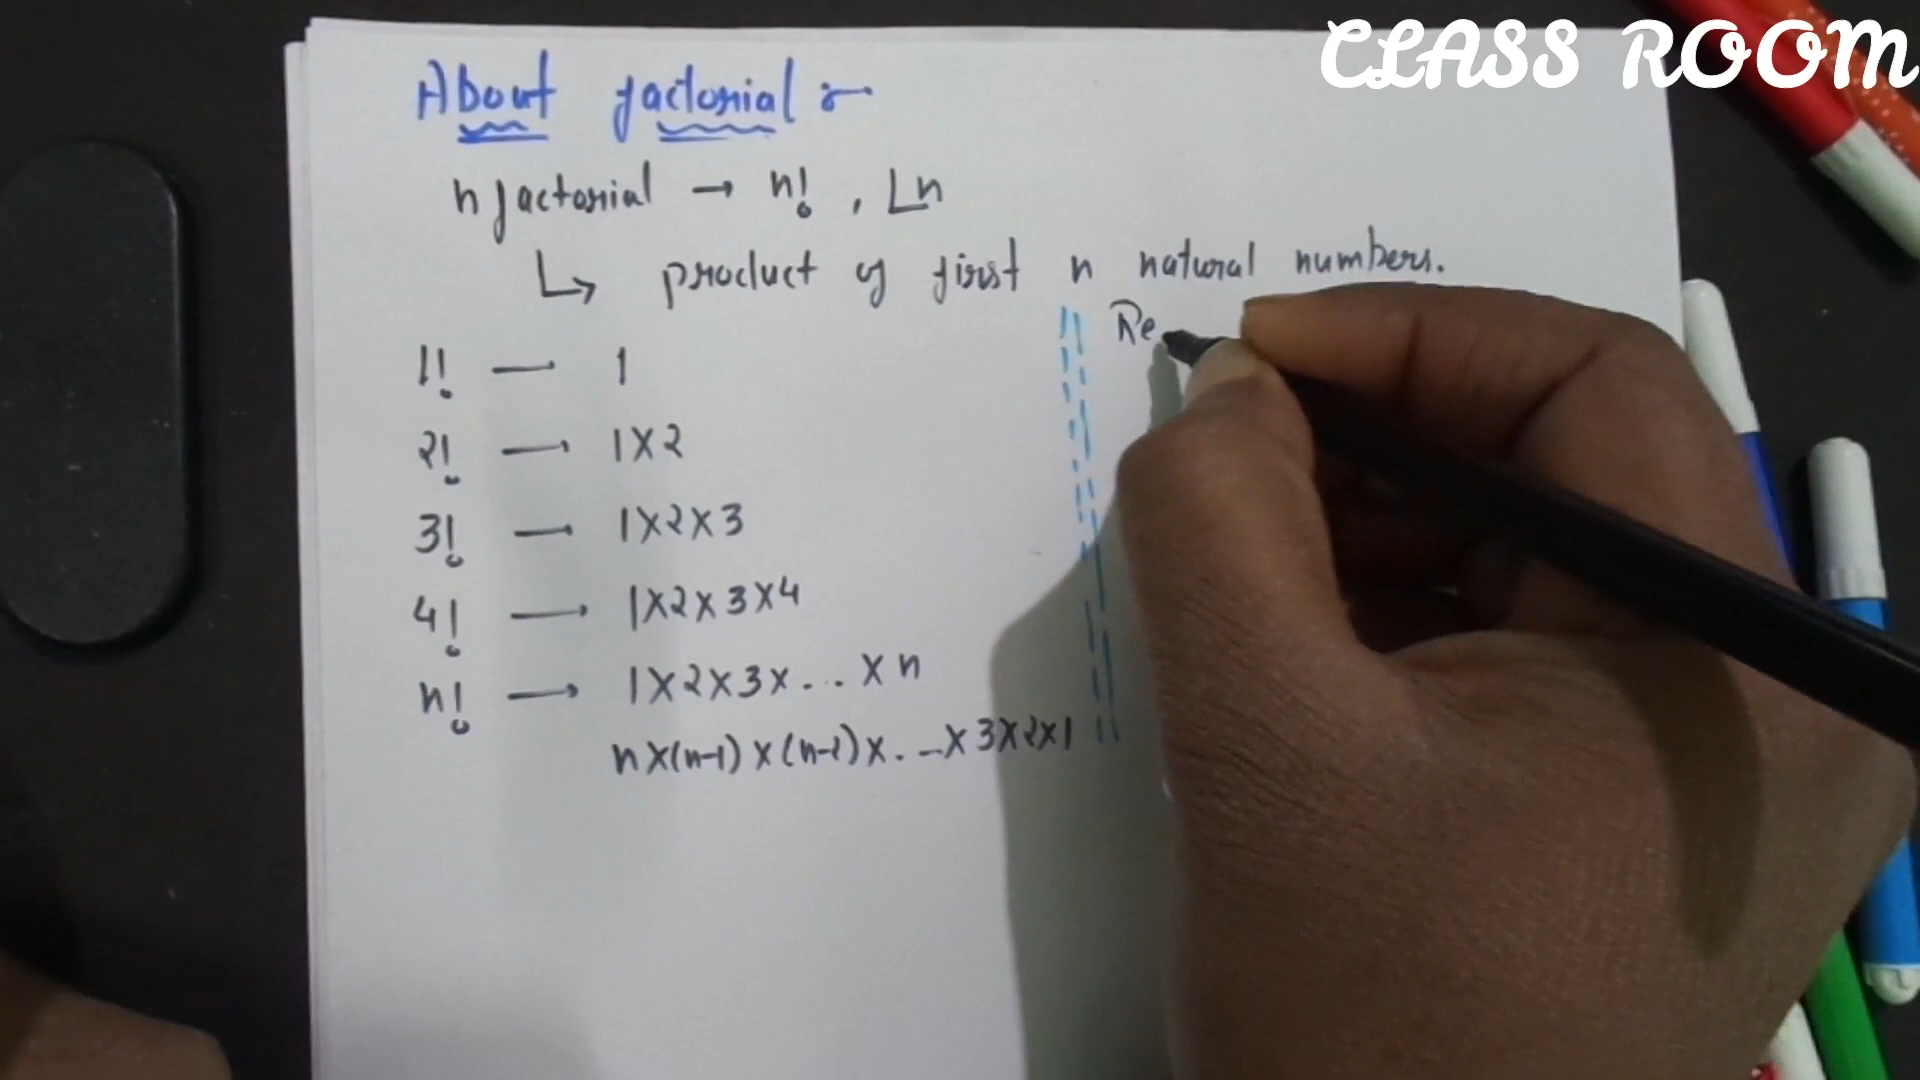 CLASS ROOM
About factorial :-
n factorial → n! , ∟n
↳ product of first n natural numbers.
1! — 1
2! — 1×2
3! — 1×2×3
4! — 1×2×3×4
n! → 1×2×3×...×n
n×(n-1)×(n-2)×...×3×2×1
Re